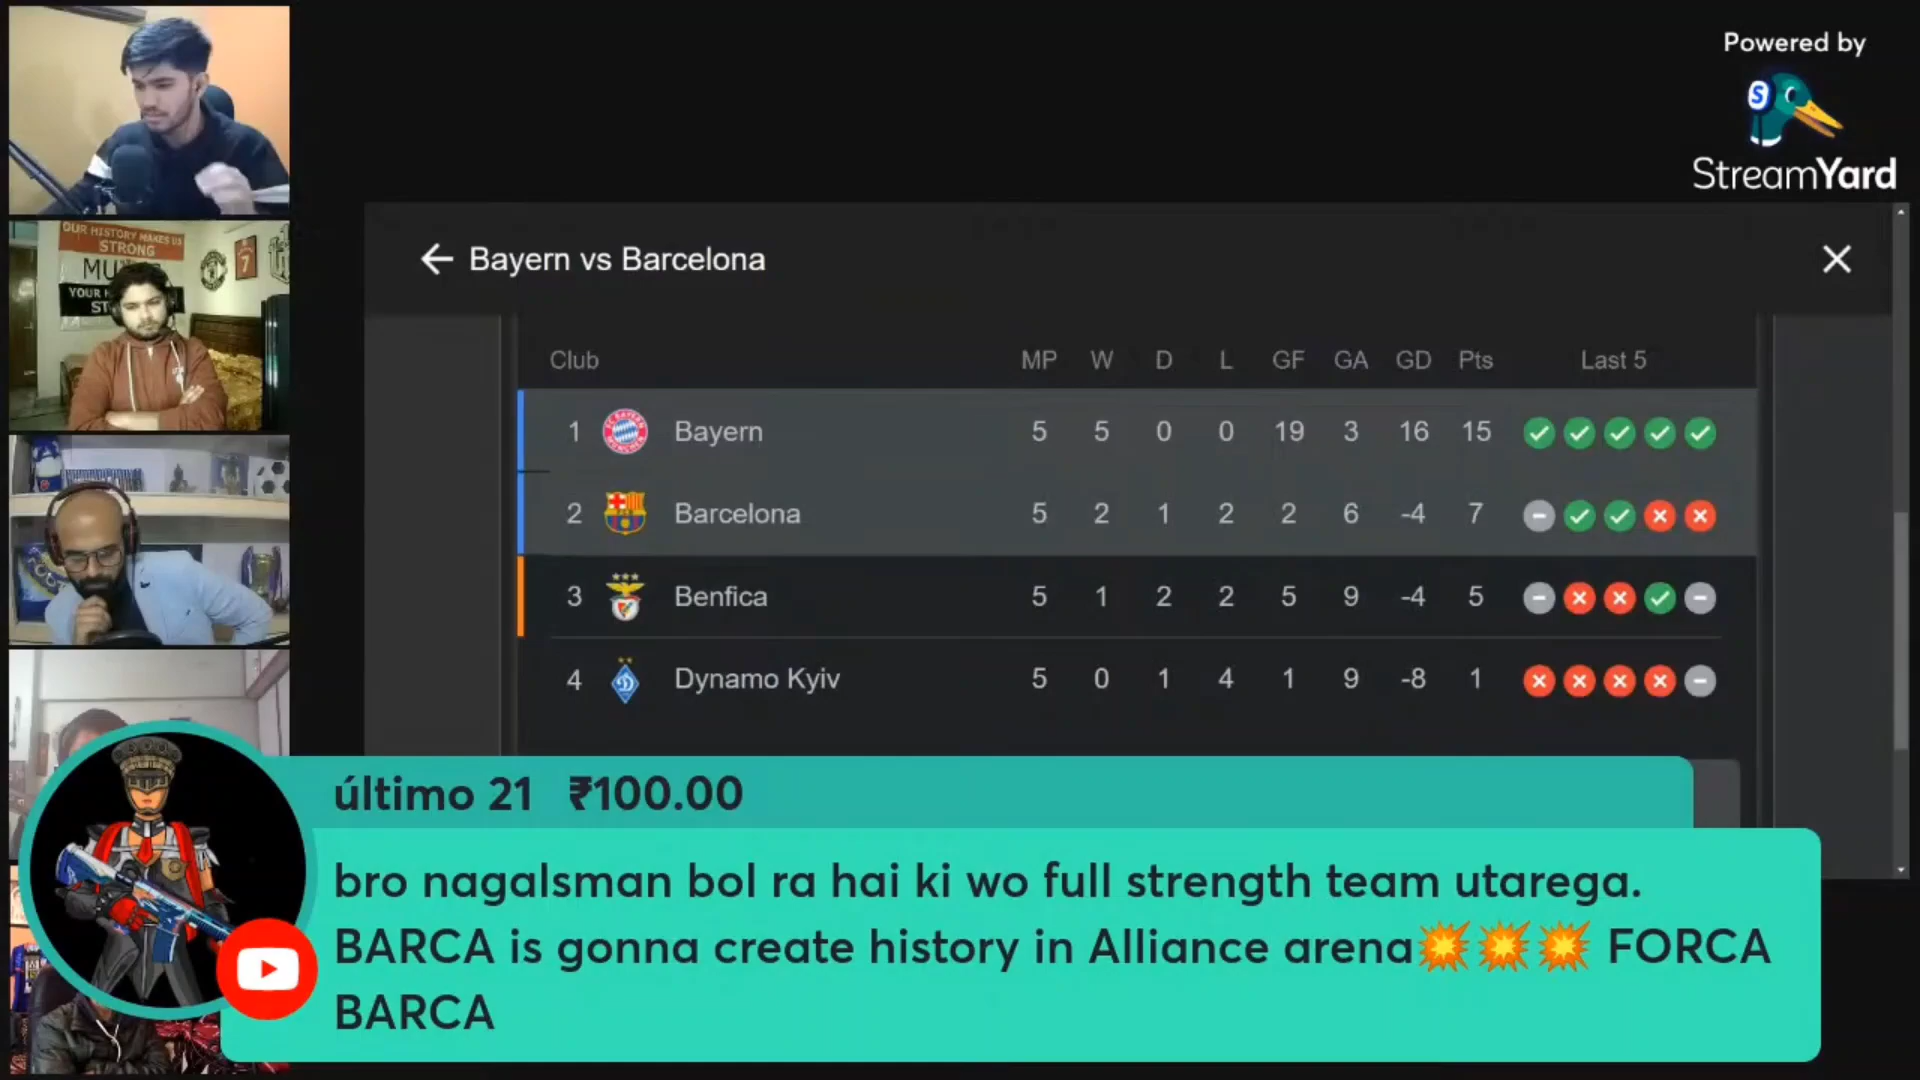 Powered by
StreamYard
OUR HISTORY MAKES US
STRONG
7
Bayern vs Barcelona
Club MP W D L GF GA GD Pts Last 5
1 Bayern 5 5 0 0 19 3 16 15
2 Barcelona 5 2 1 2 2 6 -4 7
3 Benfica 5 1 2 2 5 9 -4 5
4 Dynamo Kyiv 5 0 1 4 1 9 -8 1
último 21 ₹100.00
bro nagalsman bol ra hai ki wo full strength team utarega.
BARCA is gonna create history in Alliance arena💥💥💥 FORCA
BARCA